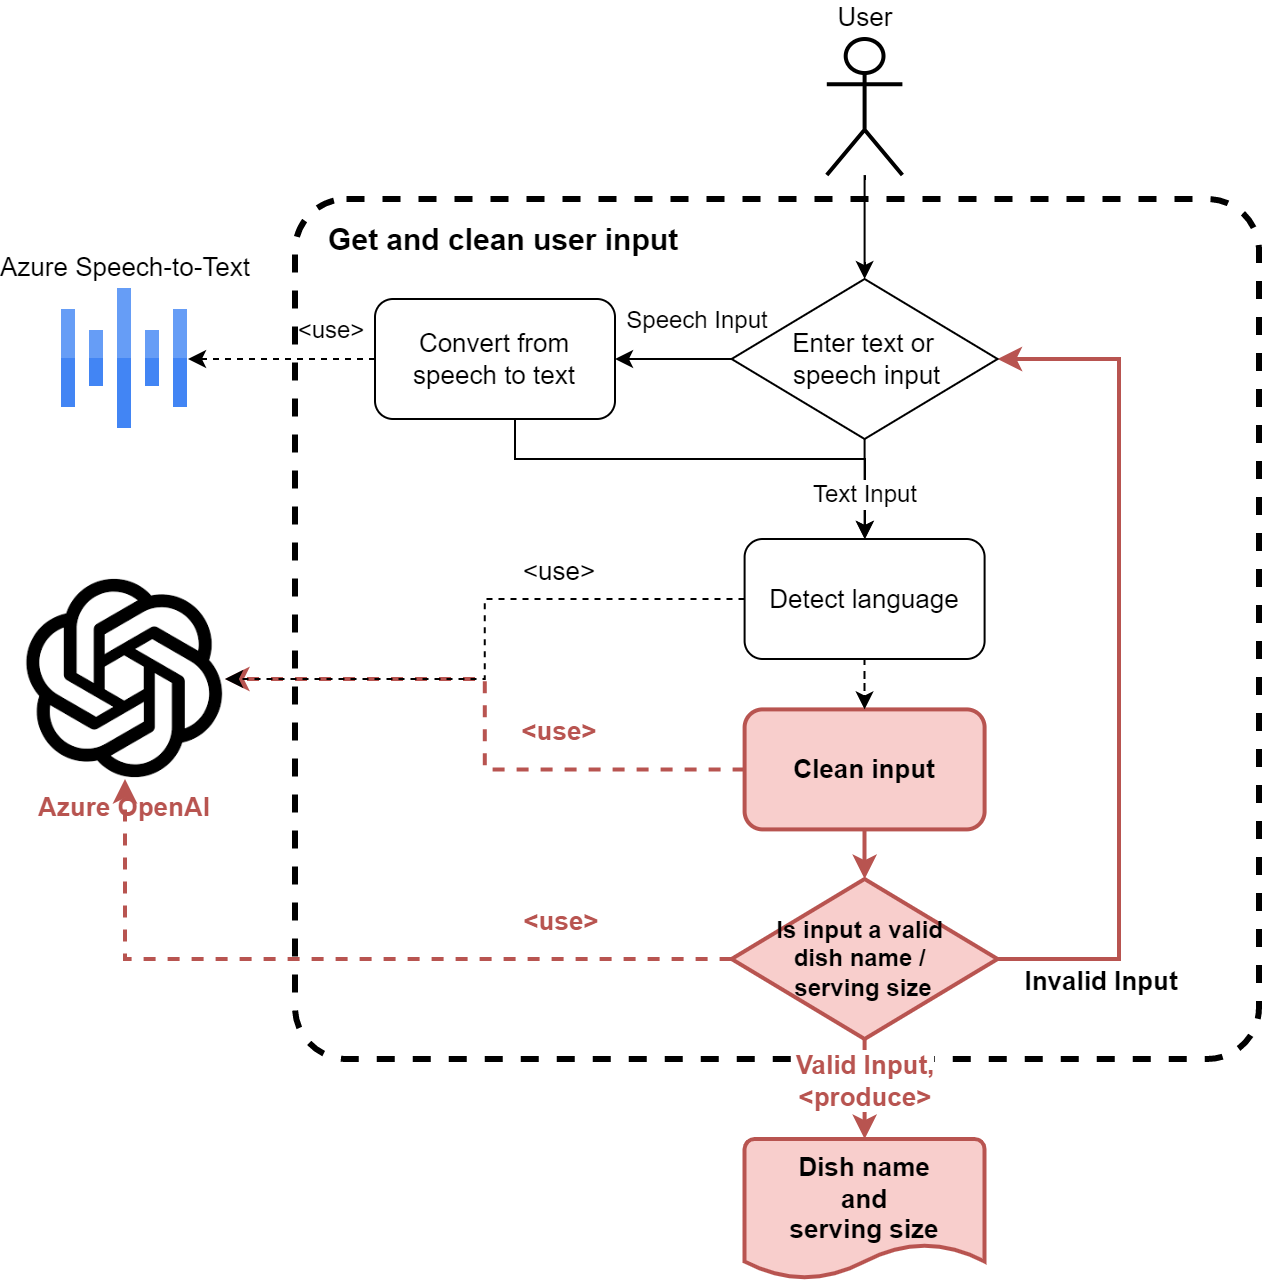 User
Get and clean user input
Azure Speech-to-Text
<use>
Convert from
speech to text
Speech Input
Enter text or
speech input
Text Input
<use>
Detect language
<use>
Clean input
Azure OpenAI
<use>
Is input a valid
dish name /
serving size
Invalid Input
Valid Input,
<produce>
Dish name
and
serving size